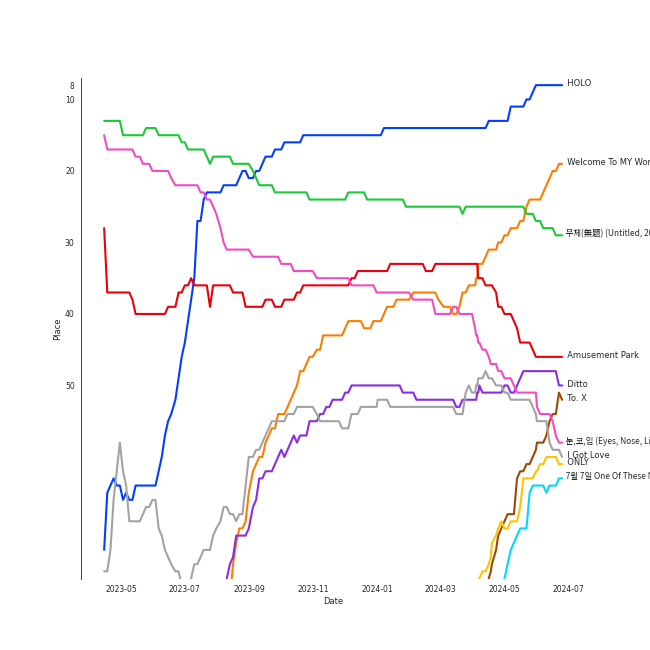 8
10
20
30
40
50
Place
HOLO
Welcome To MY Wor
무제(無題) (Untitled, 20
Amusement Park
Ditto
To. X
눈,코,입 (Eyes, Nose, Li
I Got Love
ONLY
7월 7일 One Of These N
2023-05
2023-07
2023-09
2023-11
2024-01
2024-03
2024-05
2024-07
Date